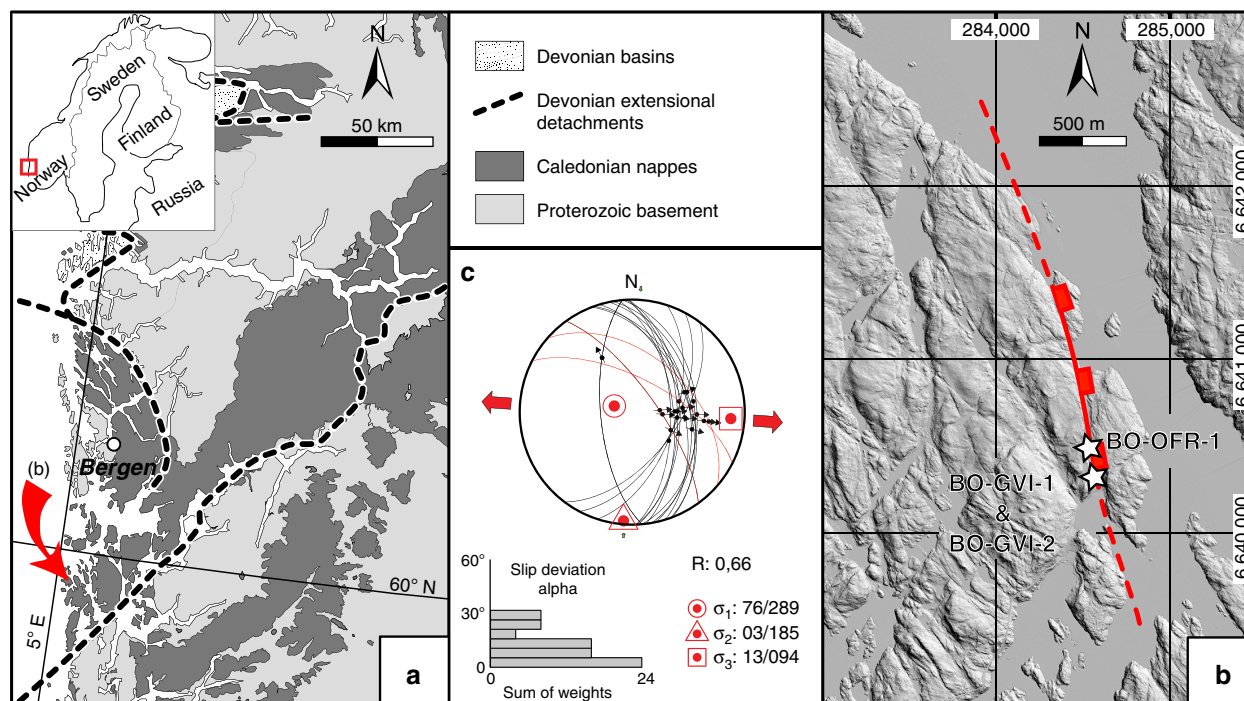 Sweden
Finland
Norway
Russia
N
50 km
(b)
Bergen
5° E
60° N
a
Devonian basins
Devonian extensional
detachments
Caledonian nappes
Proterozoic basement
c
N
60°
30°
0
Slip deviation
alpha
0
24
Sum of weights
R: 0,66
σ1: 76/289
σ2: 03/185
σ3: 13/094
284,000
285,000
N
500 m
6,642,000
6,641,000
6,640,000
BO-OFR-1
BO-GVI-1
&
BO-GVI-2
b